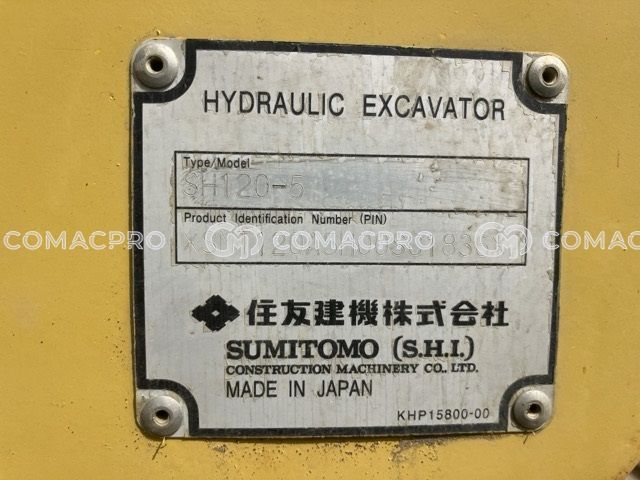 HYDRAULIC EXCAVATOR
Type/Model
SH120-5
Product Identification Number (PIN)
COMACPRO COMACPRO COMACPRO
住友建機株式会社
SUMITOMO (S.H.I.)
CONSTRUCTION MACHINERY CO., LTD.
MADE IN JAPAN
KHP15800-00